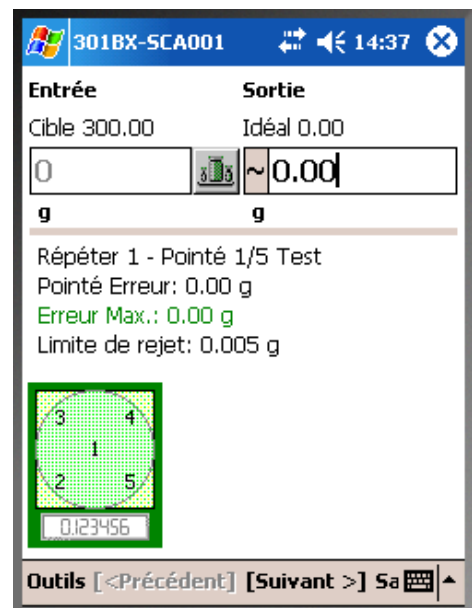 301BX-SCA001 14:37
Entrée Sortie
Cible 300.00 Idéal 0.00
0 ~ 0.00
g g
Répéter 1 - Pointé 1/5 Test
Pointé Erreur: 0.00 g
Erreur Max.: 0.00 g
Limite de rejet: 0.005 g
3 4
1
2 5
0.123456
Outils [<Précédent] [Suivant >] Sa